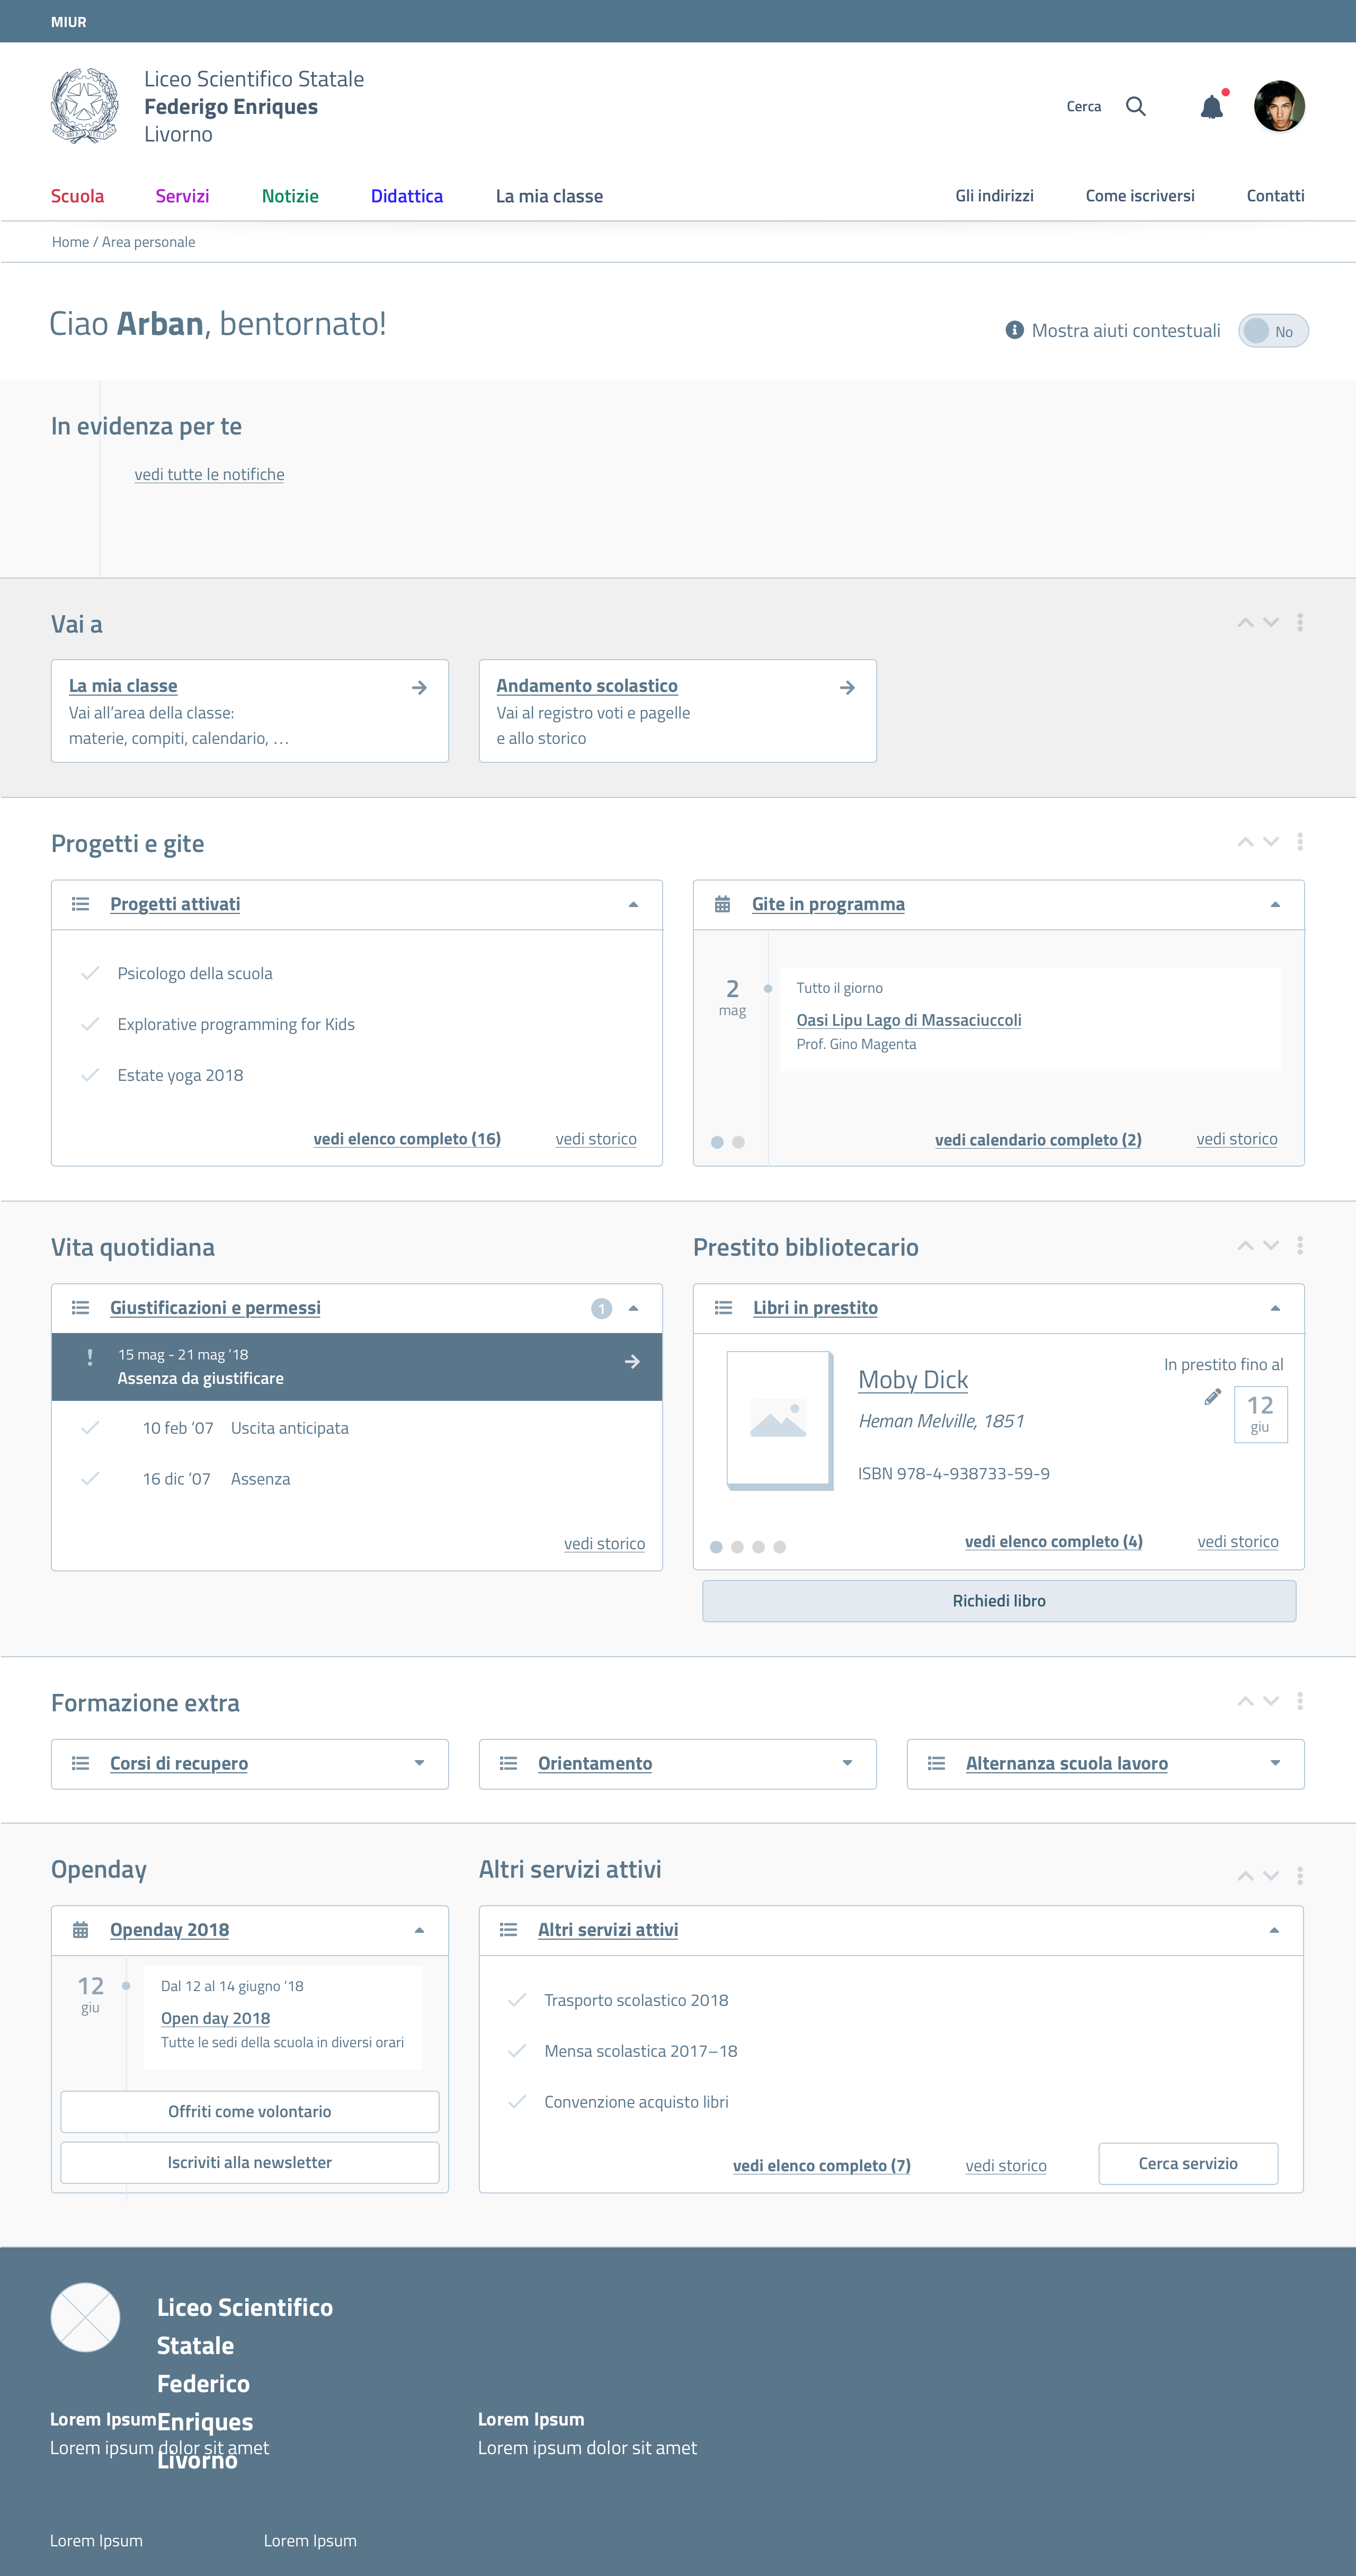 MIUR
Liceo Scientifico Statale
Federigo Enriques
Livorno
Cerca
Scuola Servizi Notizie Didattica La mia classe Gli indirizzi Come iscriversi Contatti
Home / Area personale
Ciao Arban, bentornato!
Mostra aiuti contestuali No
In evidenza per te
vedi tutte le notifiche
Vai a
La mia classe
Vai all’area della classe:
materie, compiti, calendario, …
Andamento scolastico
Vai al registro voti e pagelle
e allo storico
Progetti e gite
Progetti attivati
Psicologo della scuola
Explorative programming for Kids
Estate yoga 2018
vedi elenco completo (16) vedi storico
Gite in programma
2
mag
Tutto il giorno
Oasi Lipu Lago di Massaciuccoli
Prof. Gino Magenta
vedi calendario completo (2) vedi storico
Vita quotidiana
Giustificazioni e permessi 1
15 mag - 21 mag ‘18
Assenza da giustificare
10 feb ’07 Uscita anticipata
16 dic ’07 Assenza
vedi storico
Prestito bibliotecario
Libri in prestito
In prestito fino al
12
giu
Moby Dick
Heman Melville, 1851
ISBN 978-4-938733-59-9
vedi elenco completo (4) vedi storico
Richiedi libro
Formazione extra
Corsi di recupero
Orientamento
Alternanza scuola lavoro
Openday
Openday 2018
12
giu
Dal 12 al 14 giugno ’18
Open day 2018
Tutte le sedi della scuola in diversi orari
Offriti come volontario
Iscriviti alla newsletter
Altri servizi attivi
Altri servizi attivi
Trasporto scolastico 2018
Mensa scolastica 2017–18
Convenzione acquisto libri
vedi elenco completo (7) vedi storico Cerca servizio
Liceo Scientifico
Statale
Federico
Enriques
Livorno
Lorem Ipsum
Lorem ipsum dolor sit amet
Lorem Ipsum
Lorem ipsum dolor sit amet
Lorem Ipsum Lorem Ipsum